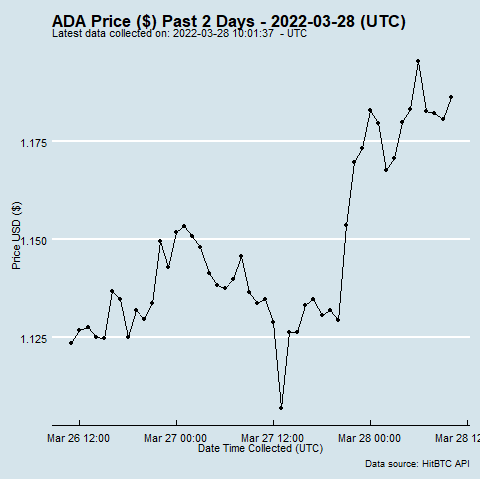 ADA Price ($) Past 2 Days - 2022-03-28 (UTC)
Latest data collected on: 2022-03-28 10:01:37 - UTC
1.175
1.150
1.125
Price USD ($)
Mar 26 12:00 Mar 27 00:00 Mar 27 12:00 Mar 28 00:00 Mar 28 12
Date Time Collected (UTC)
Data source: HitBTC API